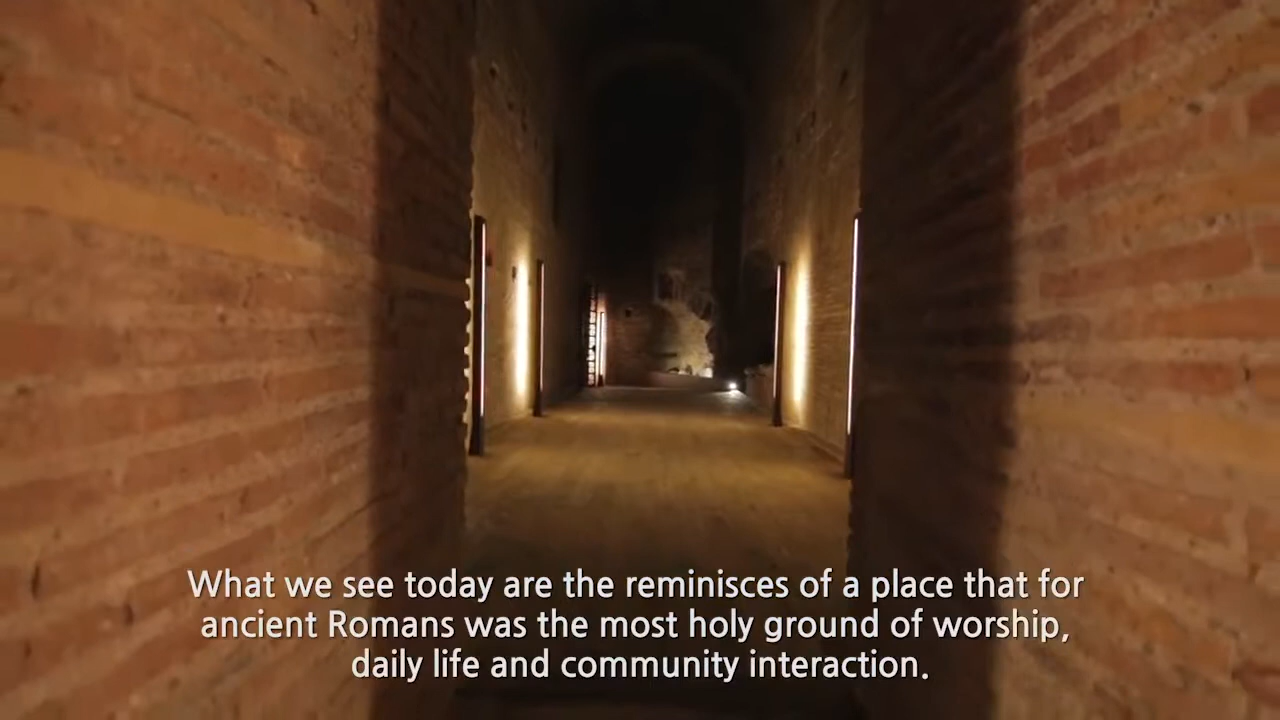 What we see today are the reminisces of a place that for
ancient Romans was the most holy ground of worship,
daily life and community interaction.